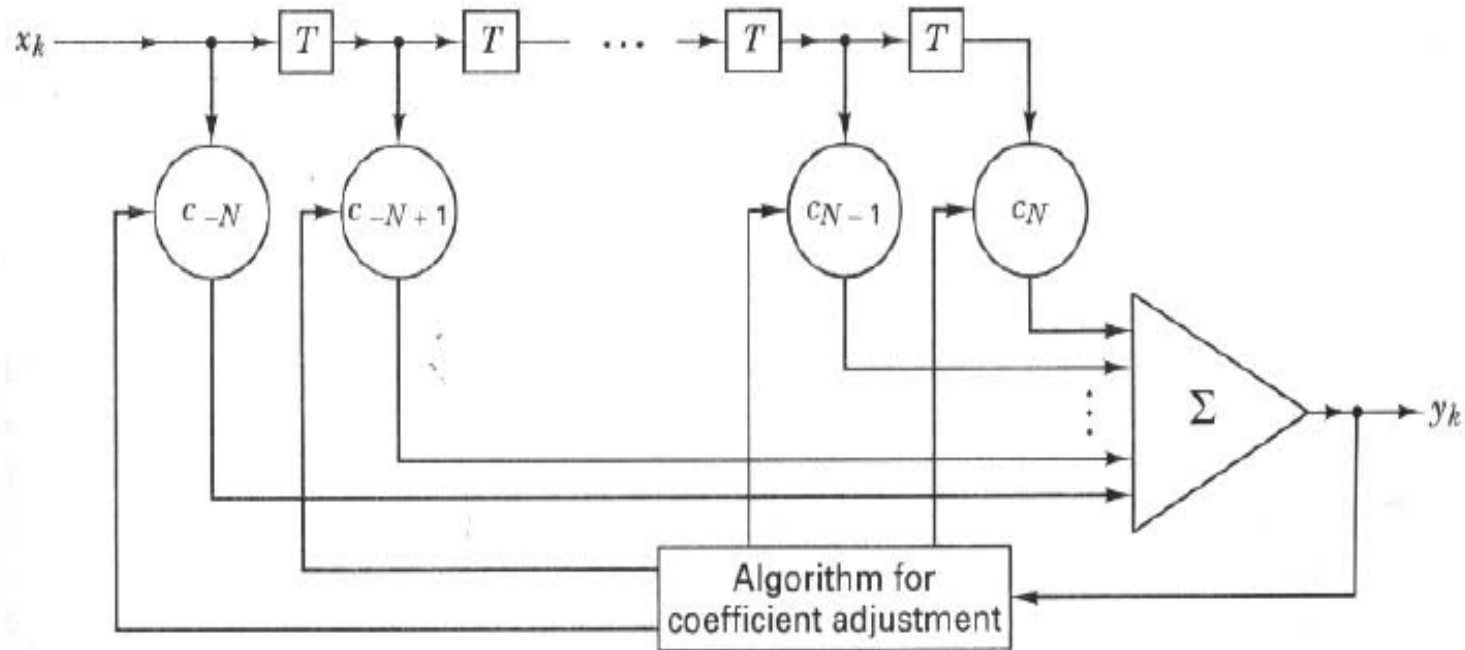 x_k T T ... T T
c_{-N} c_{-N+1} c_{N-1} c_N
Σ y_k
Algorithm for
coefficient adjustment